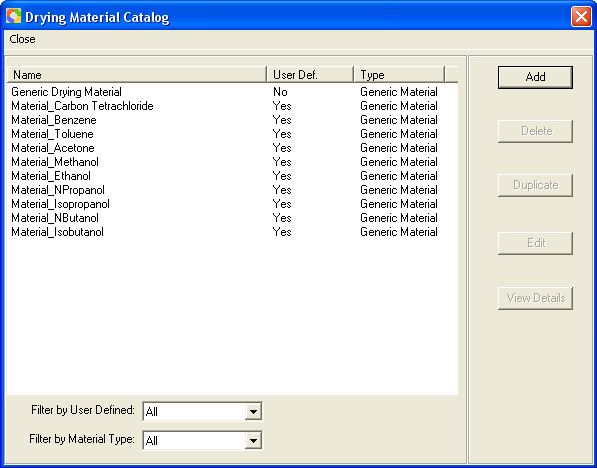 Drying Material Catalog
Close
Name User Def. Type
Generic Drying Material No Generic Material
Material_Carbon Tetrachloride Yes Generic Material
Material_Benzene Yes Generic Material
Material_Toluene Yes Generic Material
Material_Acetone Yes Generic Material
Material_Methanol Yes Generic Material
Material_Ethanol Yes Generic Material
Material_NPropanol Yes Generic Material
Material_Isopropanol Yes Generic Material
Material_NButanol Yes Generic Material
Material_Isobutanol Yes Generic Material
Add
Delete
Duplicate
Edit
View Details
Filter by User Defined: All
Filter by Material Type: All